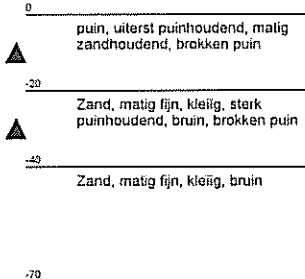 0
puin, uiterst puinhoudend, matig
zandhoudend, brokken puin
-20
Zand, matig fijn, kleiig, sterk
puinhoudend, bruin, brokken puin
-40
Zand, matig fijn, kleiig, bruin
-70